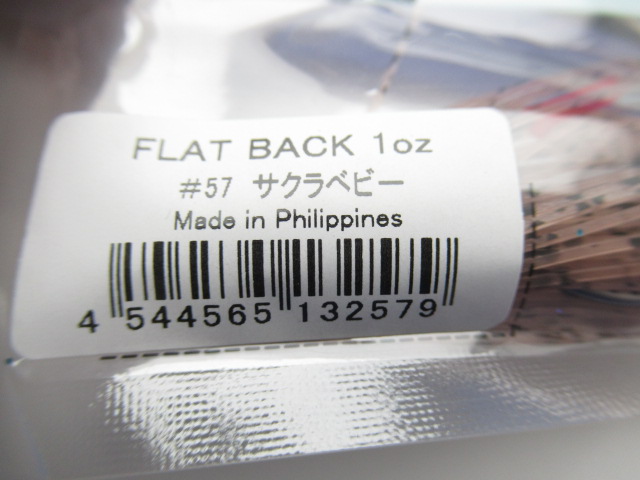 FLAT BACK 1oz
#57 サクラベビー
Made in Philippines
4 544565 132579